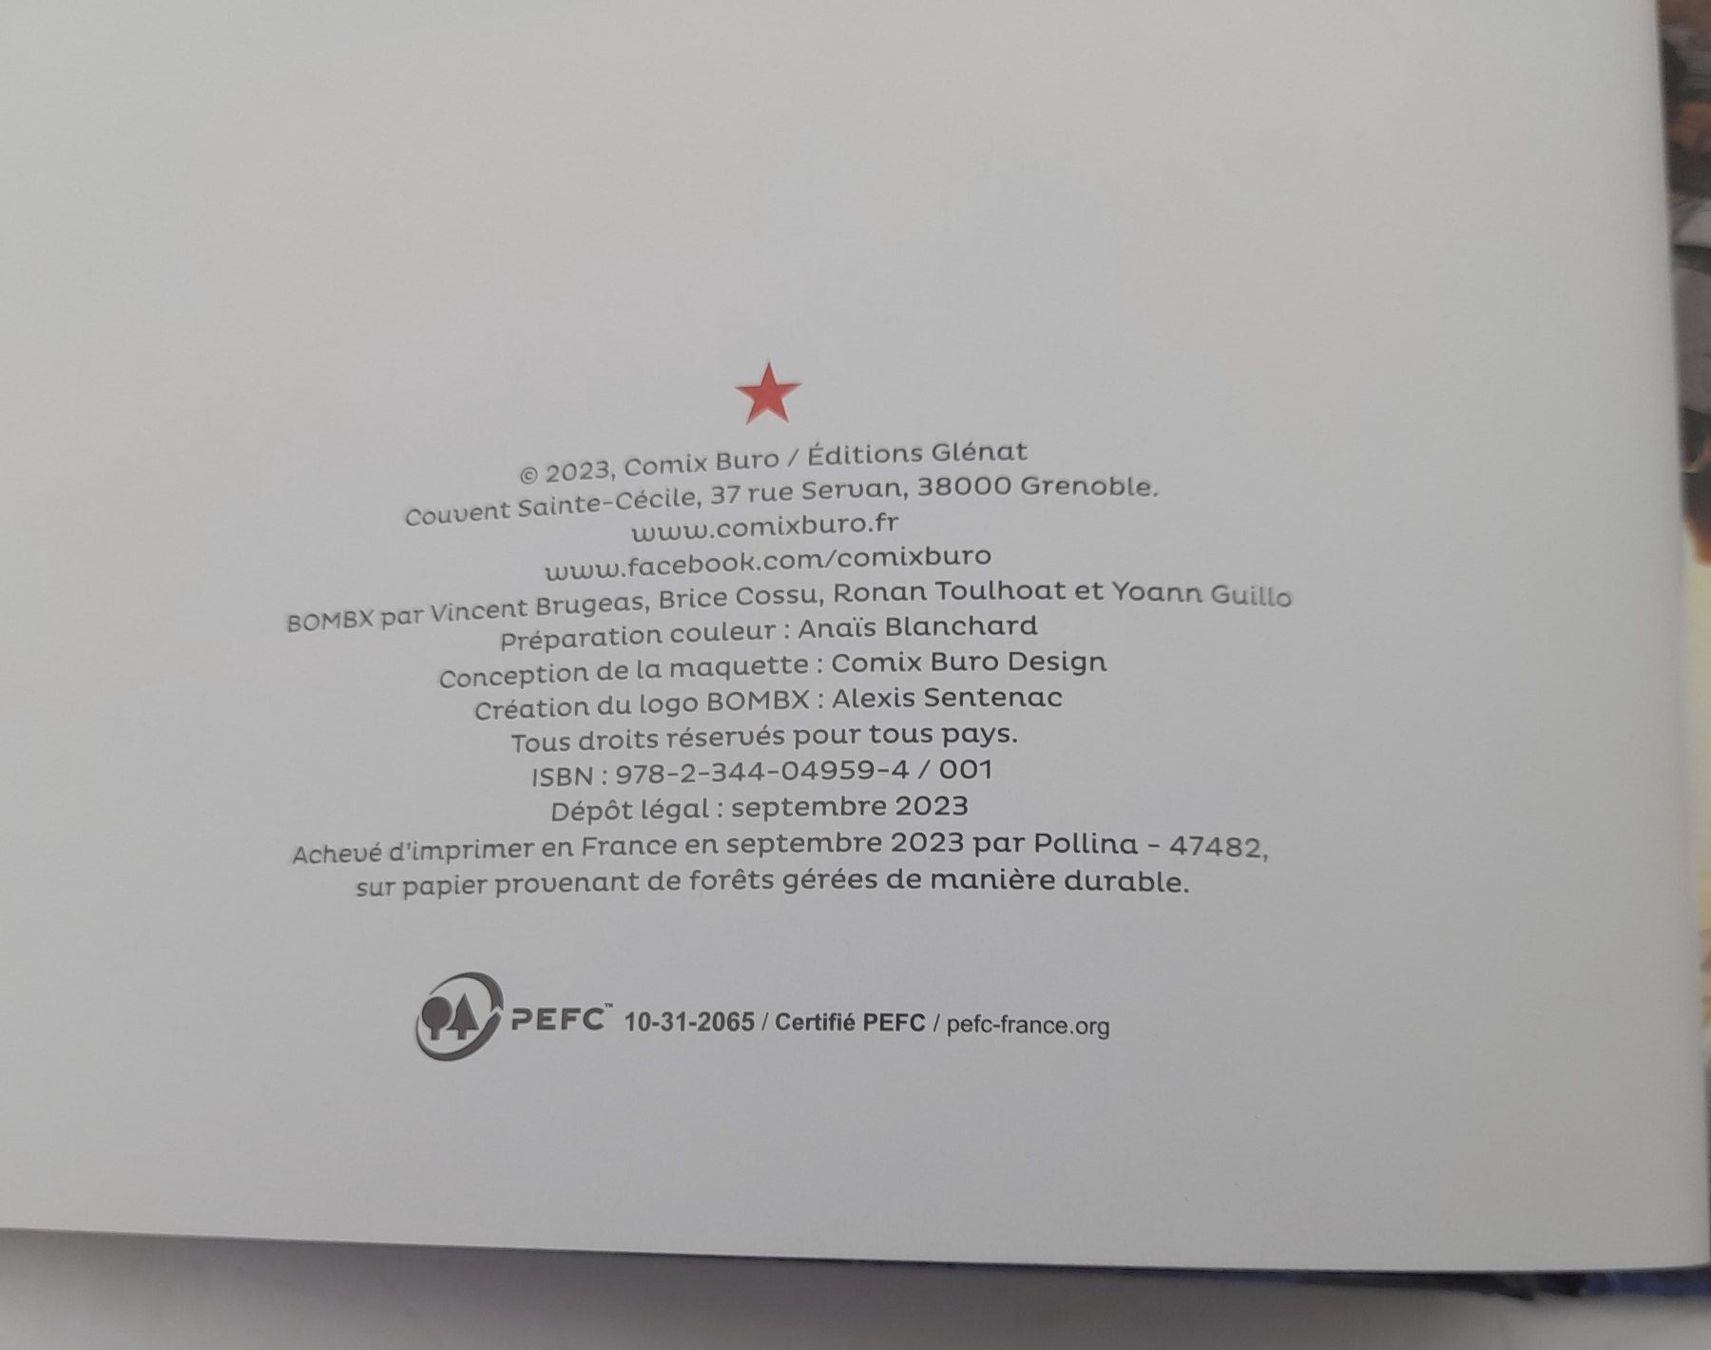 © 2023, Comix Buro / Éditions Glénat
Couvent Sainte-Cécile, 37 rue Servan, 38000 Grenoble.
www.comixburo.fr
www.facebook.com/comixburo
BOMBX par Vincent Brugeas, Brice Cossu, Ronan Toulhoat et Yoann Guillo
Préparation couleur : Anaïs Blanchard
Conception de la maquette : Comix Buro Design
Création du logo BOMBX : Alexis Sentenac
Tous droits réservés pour tous pays.
ISBN : 978-2-344-04959-4 / 001
Dépôt légal : septembre 2023
Achevé d'imprimer en France en septembre 2023 par Pollina - 47482,
sur papier provenant de forêts gérées de manière durable.
PEFC™ 10-31-2065 / Certifié PEFC / pefc-france.org